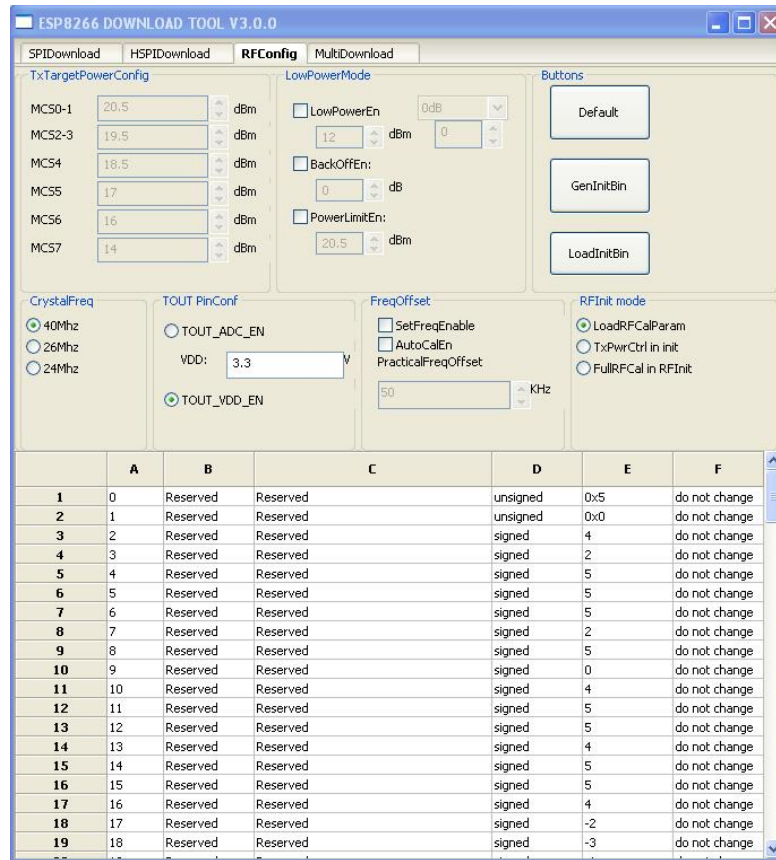 ESP8266 DOWNLOAD TOOL V3.0.0
SPIDownload HSPIDownload RFConfig MultiDownload
TxTargetPowerConfig
MCS0-1 20.5 dBm
MCS2-3 19.5 dBm
MCS4 18.5 dBm
MCS5 17 dBm
MCS6 16 dBm
MCS7 14 dBm
LowPowerMode
LowPowerEn 0dB
12 dBm 0
BackOffEn:
0 dB
PowerLimitEn:
20.5 dBm
Buttons
Default
GenInitBin
LoadInitBin
CrystalFreq
40Mhz
26Mhz
24Mhz
TOUT PinConf
TOUT_ADC_EN
VDD: 3.3 V
TOUT_VDD_EN
FreqOffset
SetFreqEnable
AutoCalEn
PracticalFreqOffset
50 KHz
RFInit mode
LoadRFCalParam
TxPwrCtrl in init
FullRFCal in RFInit
A B C D E F
1 0 Reserved Reserved unsigned 0x5 do not change
2 1 Reserved Reserved unsigned 0x0 do not change
3 2 Reserved Reserved signed 4 do not change
4 3 Reserved Reserved signed 2 do not change
5 4 Reserved Reserved signed 5 do not change
6 5 Reserved Reserved signed 5 do not change
7 6 Reserved Reserved signed 5 do not change
8 7 Reserved Reserved signed 2 do not change
9 8 Reserved Reserved signed 5 do not change
10 9 Reserved Reserved signed 0 do not change
11 10 Reserved Reserved signed 4 do not change
12 11 Reserved Reserved signed 5 do not change
13 12 Reserved Reserved signed 5 do not change
14 13 Reserved Reserved signed 4 do not change
15 14 Reserved Reserved signed 5 do not change
16 15 Reserved Reserved signed 5 do not change
17 16 Reserved Reserved signed 4 do not change
18 17 Reserved Reserved signed -2 do not change
19 18 Reserved Reserved signed -3 do not change